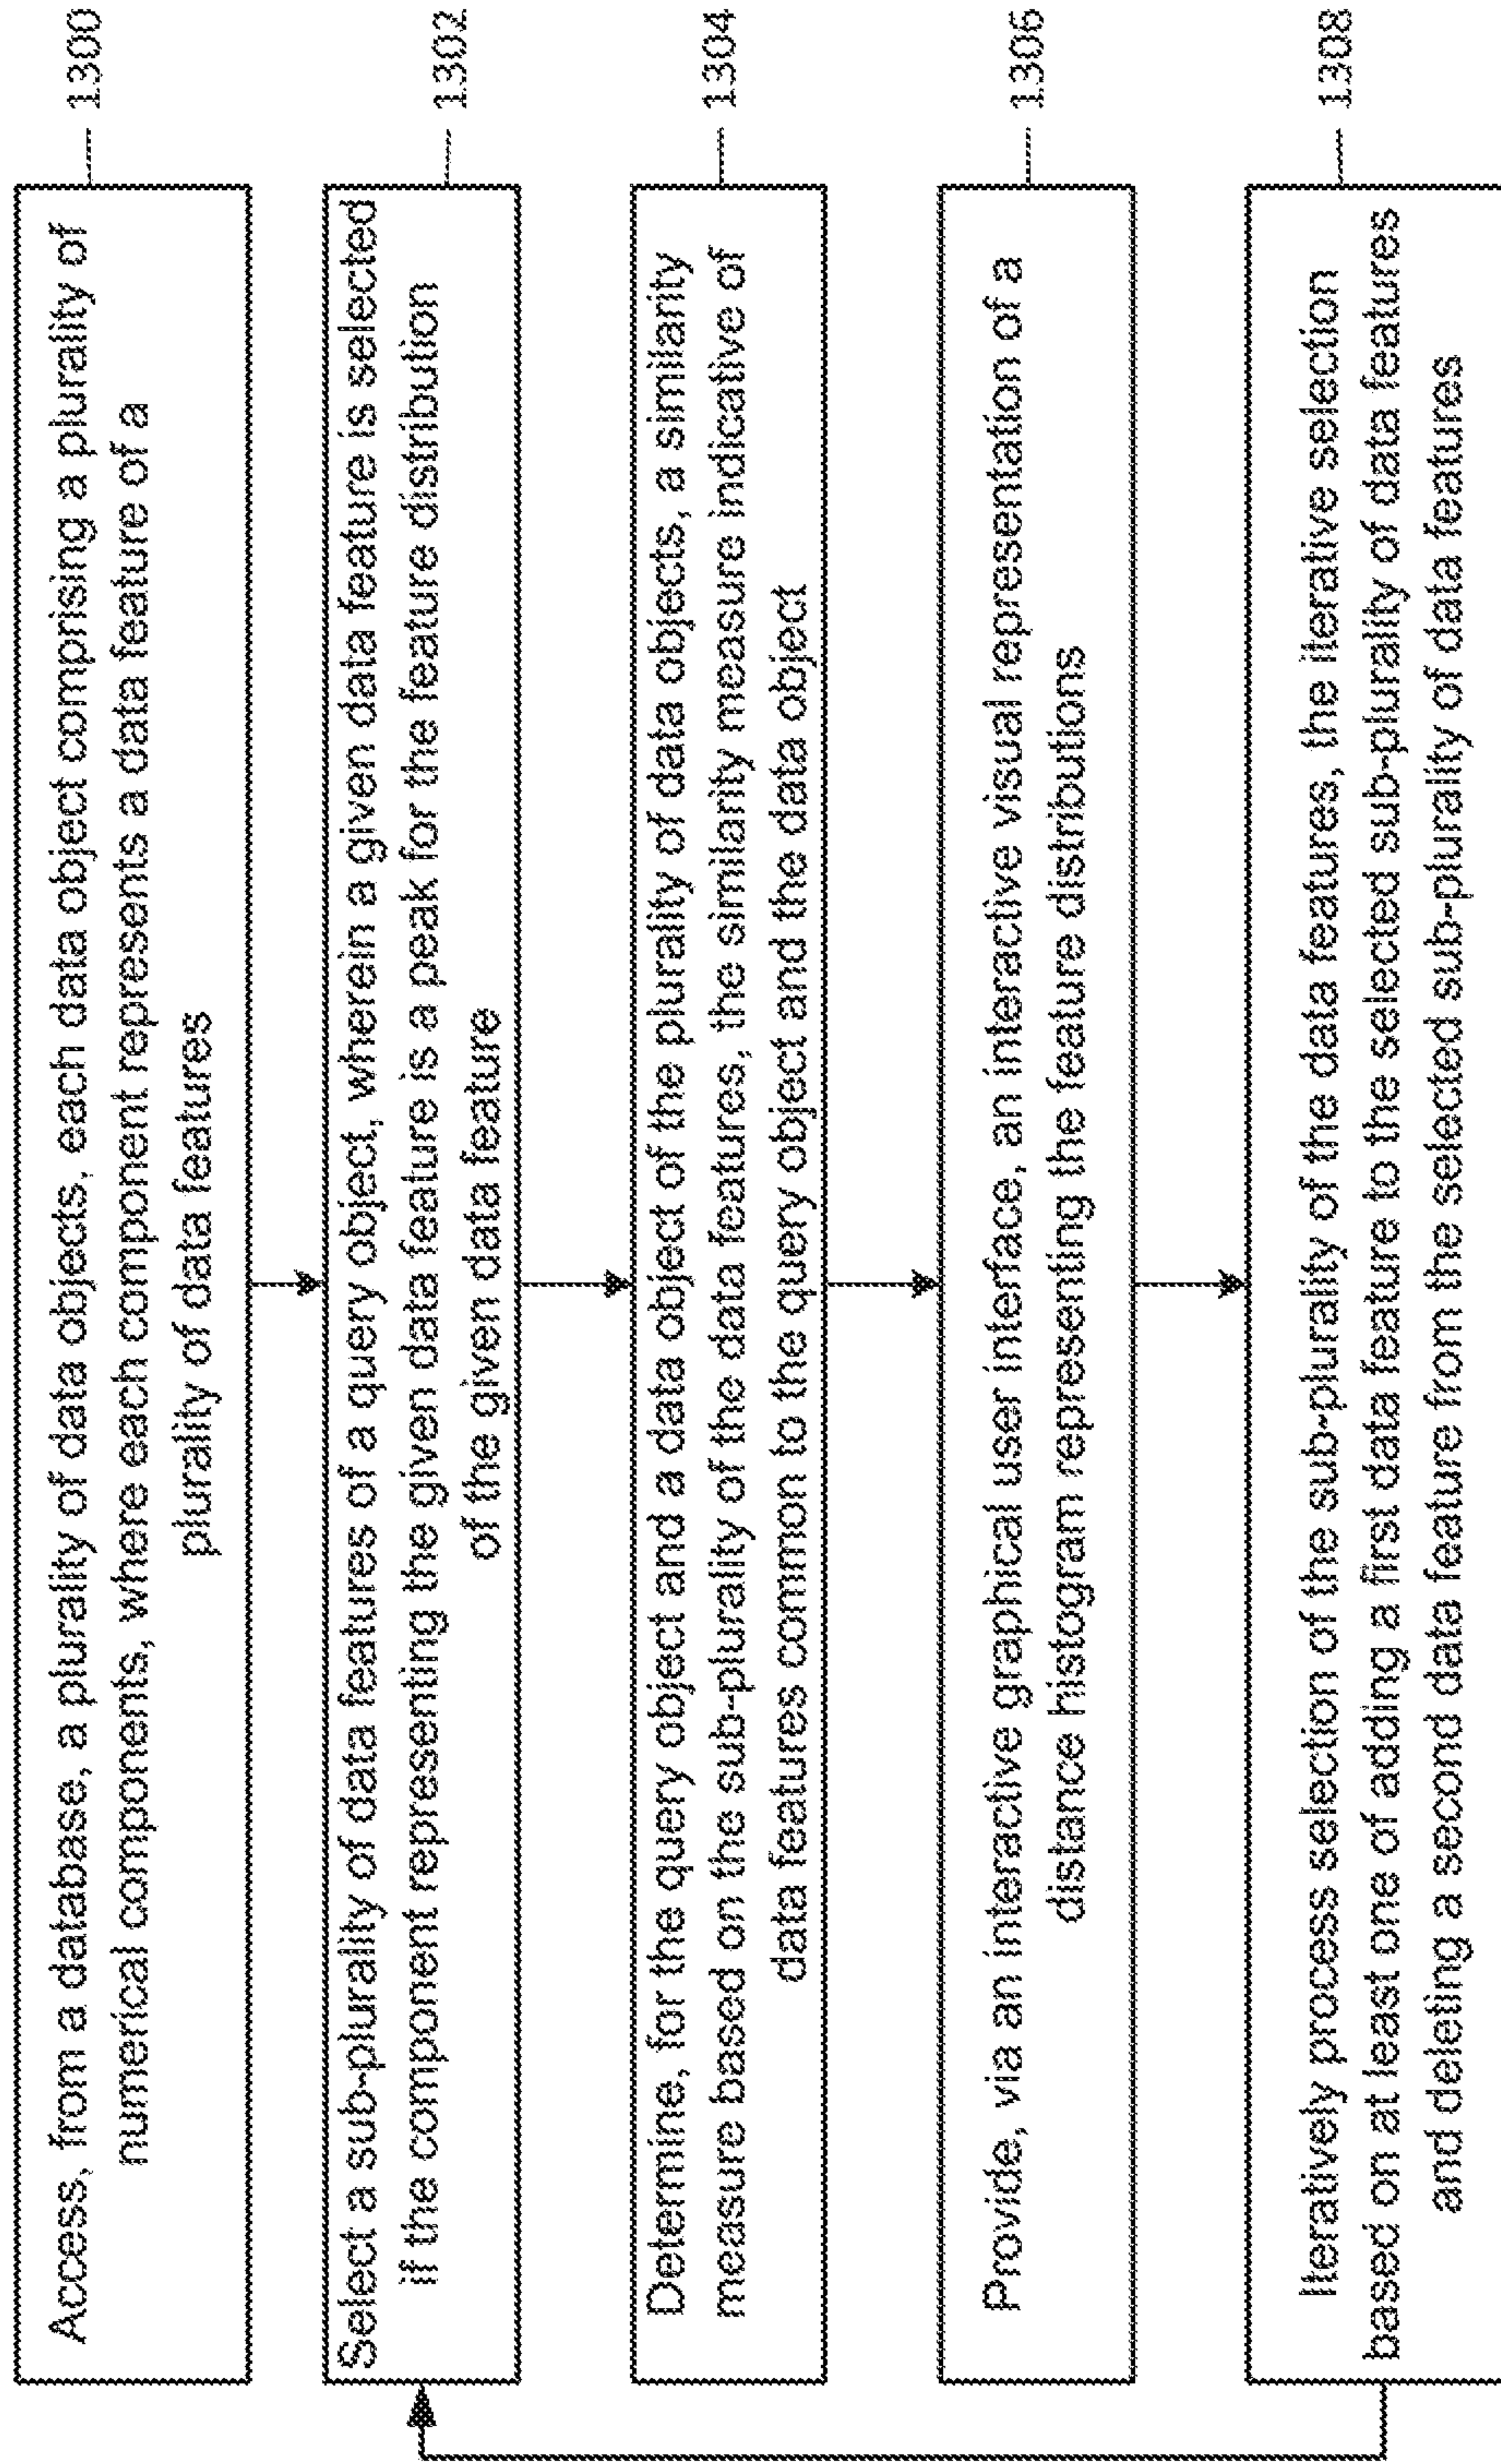 Access, from a database, a plurality of data objects, each data object comprising a plurality of
numerical components, where each component represents a data feature of a
plurality of data features
1300
Select a sub-plurality of data features of a query object, wherein a given data feature is selected
if the component representing the given data feature is a peak for the feature distribution
of the given data feature
1302
Determine, for the query object and a data object of the plurality of data objects, a similarity
measure based on the sub-plurality of the data features, the similarity measure indicative of
data features common to the query object and the data object
1304
Provide, via an interactive graphical user interface, an interactive visual representation of a
distance histogram representing the feature distributions
1306
Iteratively process selection of the sub-plurality of the data features, the iterative selection
based on at least one of adding a first data feature to the selected sub-plurality of data features
and deleting a second data feature from the selected sub-plurality of data features
1308